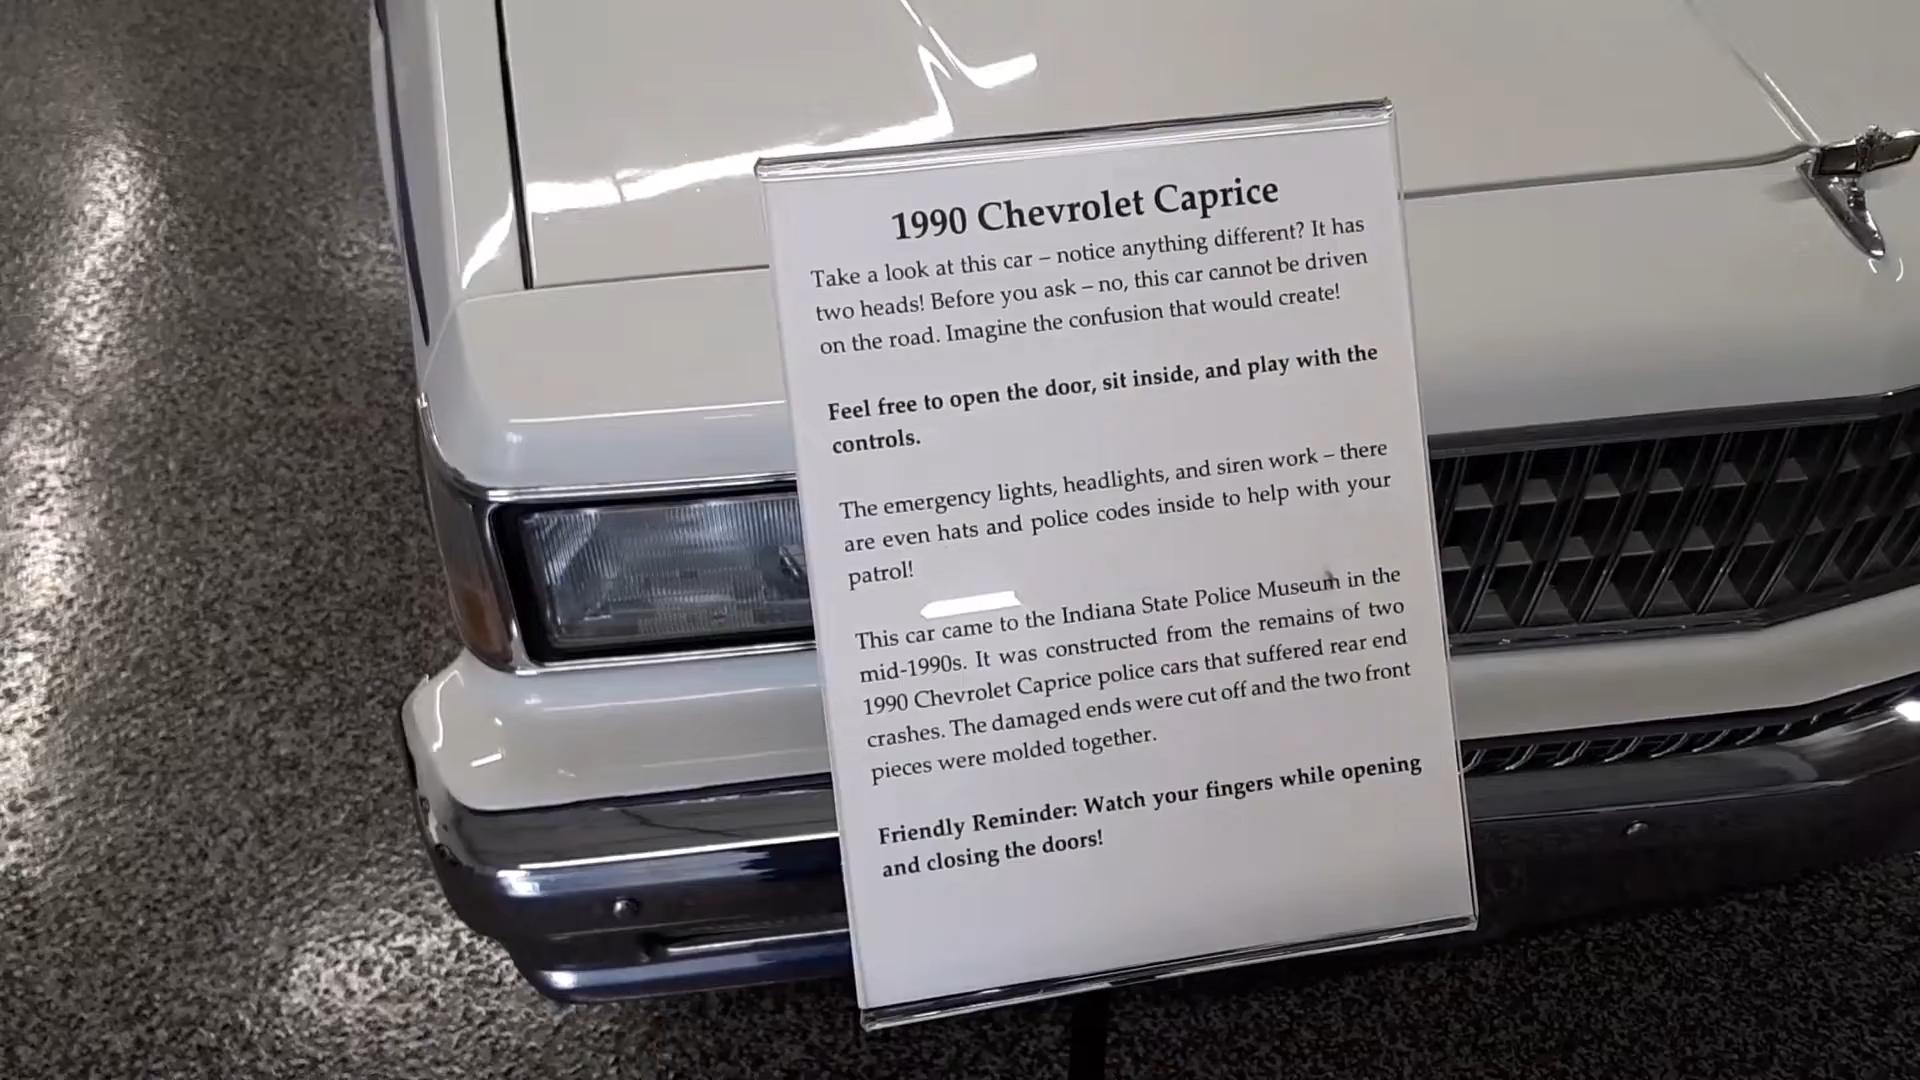 1990 Chevrolet Caprice
Take a look at this car – notice anything different? It has
two heads! Before you ask – no, this car cannot be driven
on the road. Imagine the confusion that would create!
Feel free to open the door, sit inside, and play with the
controls.
The emergency lights, headlights, and siren work – there
are even hats and police codes inside to help with your
patrol!
This car came to the Indiana State Police Museum in the
mid-1990s. It was constructed from the remains of two
1990 Chevrolet Caprice police cars that suffered rear end
crashes. The damaged ends were cut off and the two front
pieces were molded together.
Friendly Reminder: Watch your fingers while opening
and closing the doors!